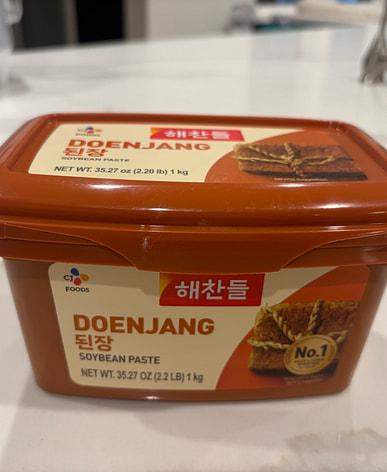 CJ
FOODS
해찬들
DOENJANG
된장
SOYBEAN PASTE
NET WT. 35.27 oz (2.20 lb) 1 kg
CJ
FOODS
해찬들
DOENJANG
된장
SOYBEAN PASTE
NET WT. 35.27 OZ (2.2 LB) 1 kg
No.1